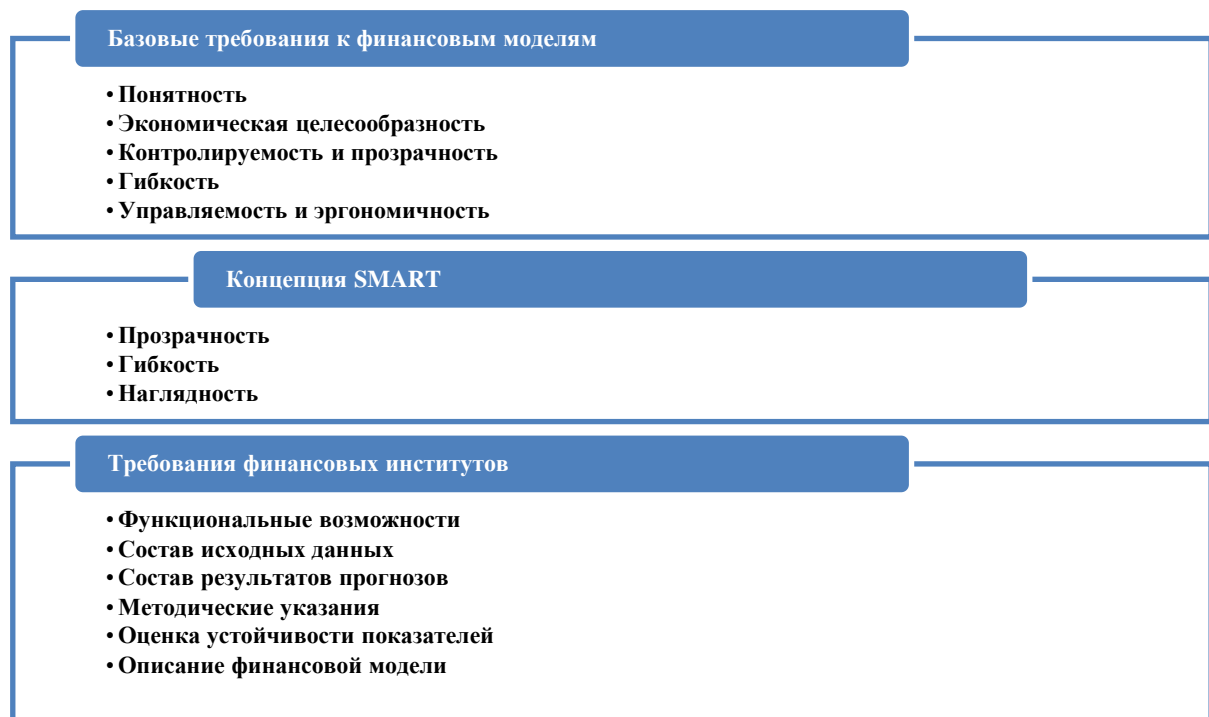 Базовые требования к финансовым моделям
• Понятность
• Экономическая целесообразность
• Контролируемость и прозрачность
• Гибкость
• Управляемость и эргономичность
Концепция SMART
• Прозрачность
• Гибкость
• Наглядность
Требования финансовых институтов
• Функциональные возможности
• Состав исходных данных
• Состав результатов прогнозов
• Методические указания
• Оценка устойчивости показателей
• Описание финансовой модели